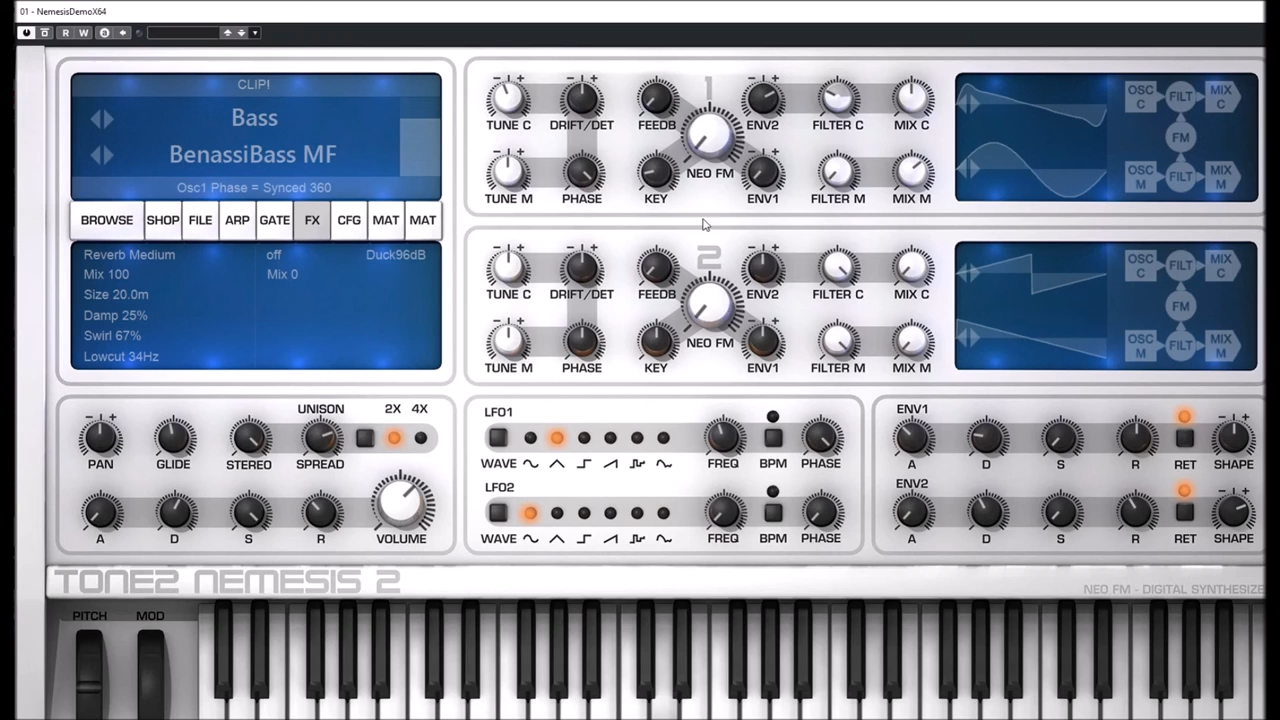 01 - NemesisDemoX64
R W a
CLIP!
Bass
BenassiBass MF
Osc1 Phase = Synced 360
BROWSE SHOP FILE ARP GATE FX CFG MAT MAT
Reverb Medium off Duck96dB
Mix 100 Mix 0
Size 20.0m
Damp 25%
Swirl 67%
Lowcut 34Hz
1
TUNE C DRIFT/DET FEEDB ENV2 FILTER C MIX C
NEO FM
TUNE M PHASE KEY ENV1 FILTER M MIX M
OSC C FILT MIX C
FM
OSC M FILT MIX M
2
TUNE C DRIFT/DET FEEDB ENV2 FILTER C MIX C
NEO FM
TUNE M PHASE KEY ENV1 FILTER M MIX M
OSC C FILT MIX C
FM
OSC M FILT MIX M
UNISON 2X 4X
PAN GLIDE STEREO SPREAD
A D S R VOLUME
LFO1
WAVE FREQ BPM PHASE
LFO2
WAVE FREQ BPM PHASE
ENV1
A D S R RET SHAPE
ENV2
A D S R RET SHAPE
TONE2 NEMESIS 2
NEO FM - DIGITAL SYNTHESIZE
PITCH MOD